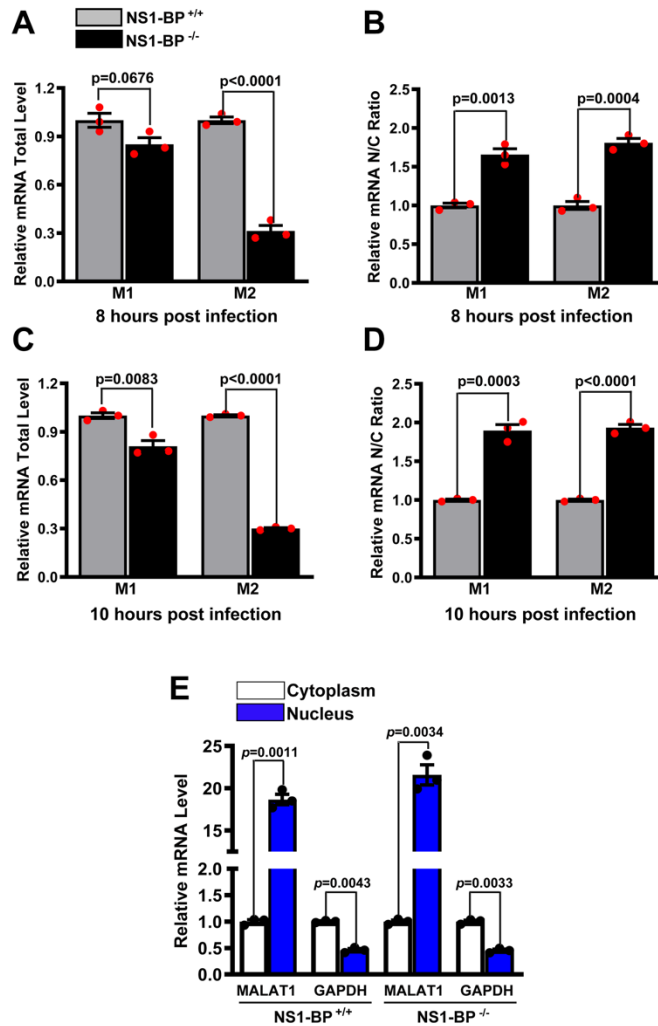 A
NS1-BP +/+
NS1-BP -/-
Relative mRNA Total Level
1.2
0.9
0.6
0.3
0.0
p=0.0676
p<0.0001
M1 M2
8 hours post infection
B
Relative mRNA N/C Ratio
2.5
2.0
1.5
1.0
0.5
0.0
p=0.0013
p=0.0004
M1 M2
8 hours post infection
C
Relative mRNA Total Level
1.2
0.9
0.6
0.3
0.0
p=0.0083
p<0.0001
M1 M2
10 hours post infection
D
Relative mRNA N/C Ratio
2.5
2.0
1.5
1.0
0.5
0.0
p=0.0003
p<0.0001
M1 M2
10 hours post infection
E
Cytoplasm
Nucleus
Relative mRNA Level
25
20
15
2.0
1.5
1.0
0.5
0.0
p=0.0011
p=0.0043
p=0.0034
p=0.0033
MALAT1 GAPDH MALAT1 GAPDH
NS1-BP +/+ NS1-BP -/-